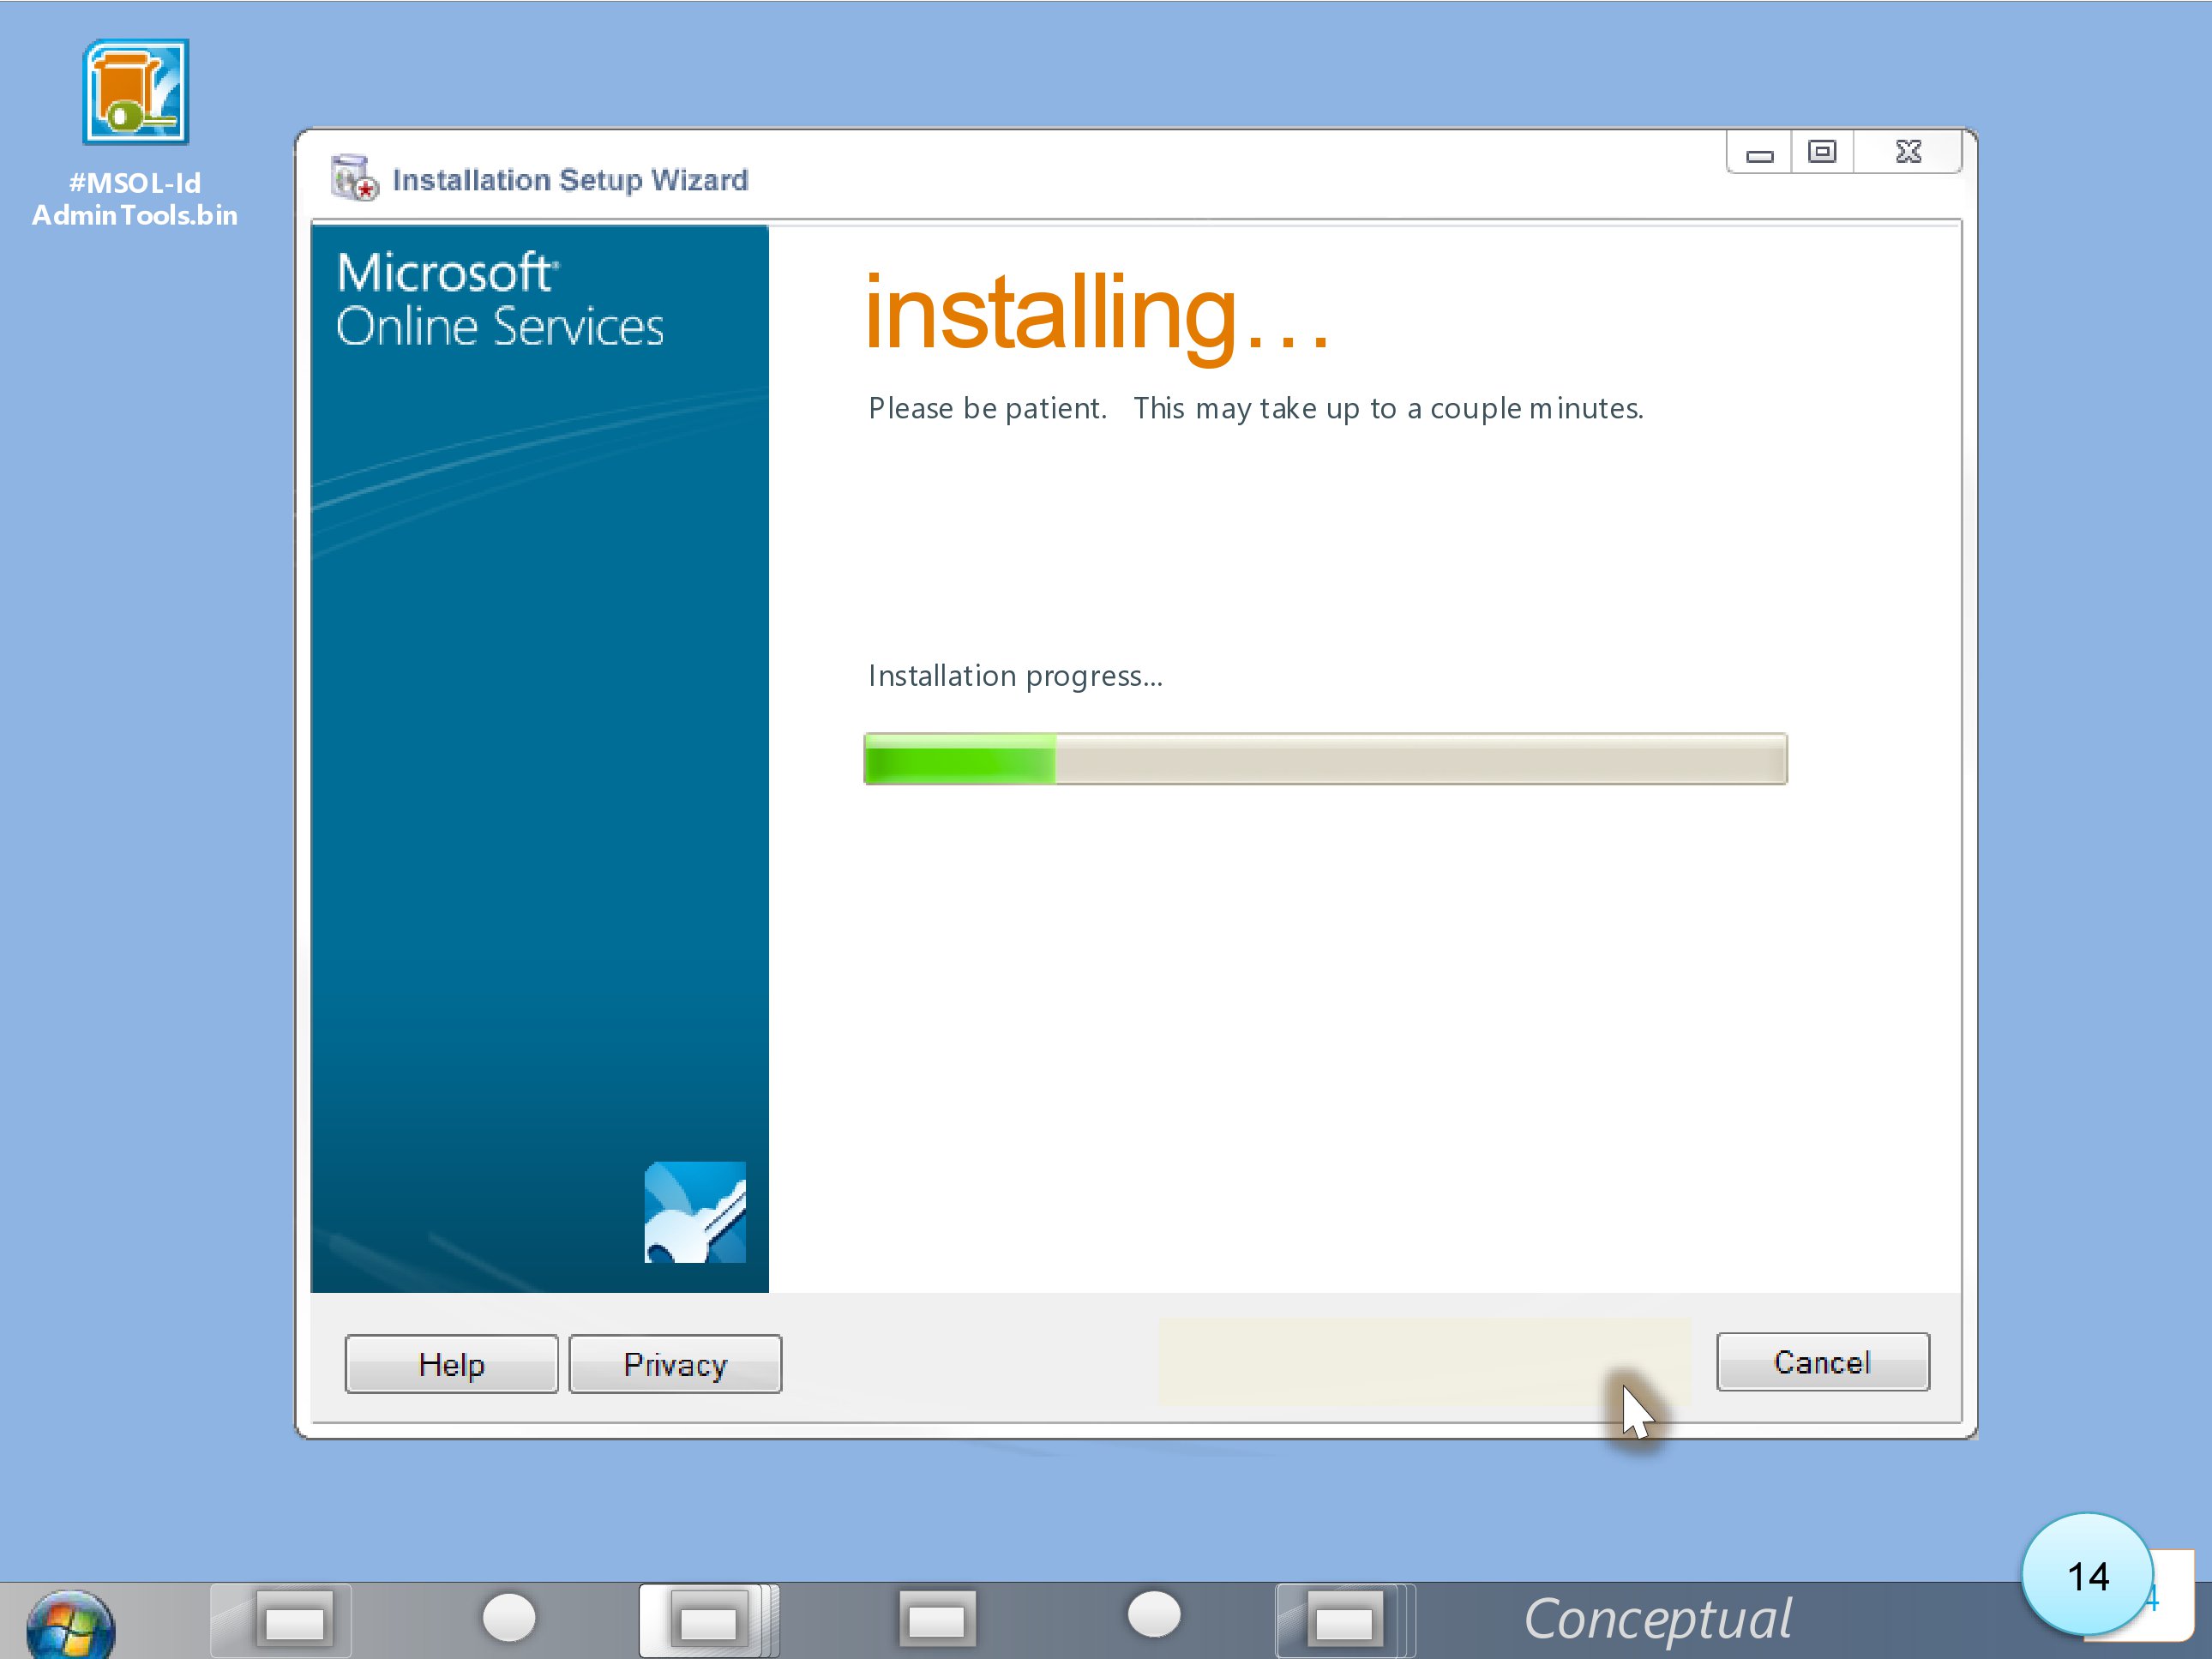 #MSOL-Id
AdminTools.bin
Installation Setup Wizard
Microsoft®
Online Services
installing...
Please be patient. This may take up to a couple minutes.
Installation progress...
Help
Privacy
Cancel
Conceptual
14
4